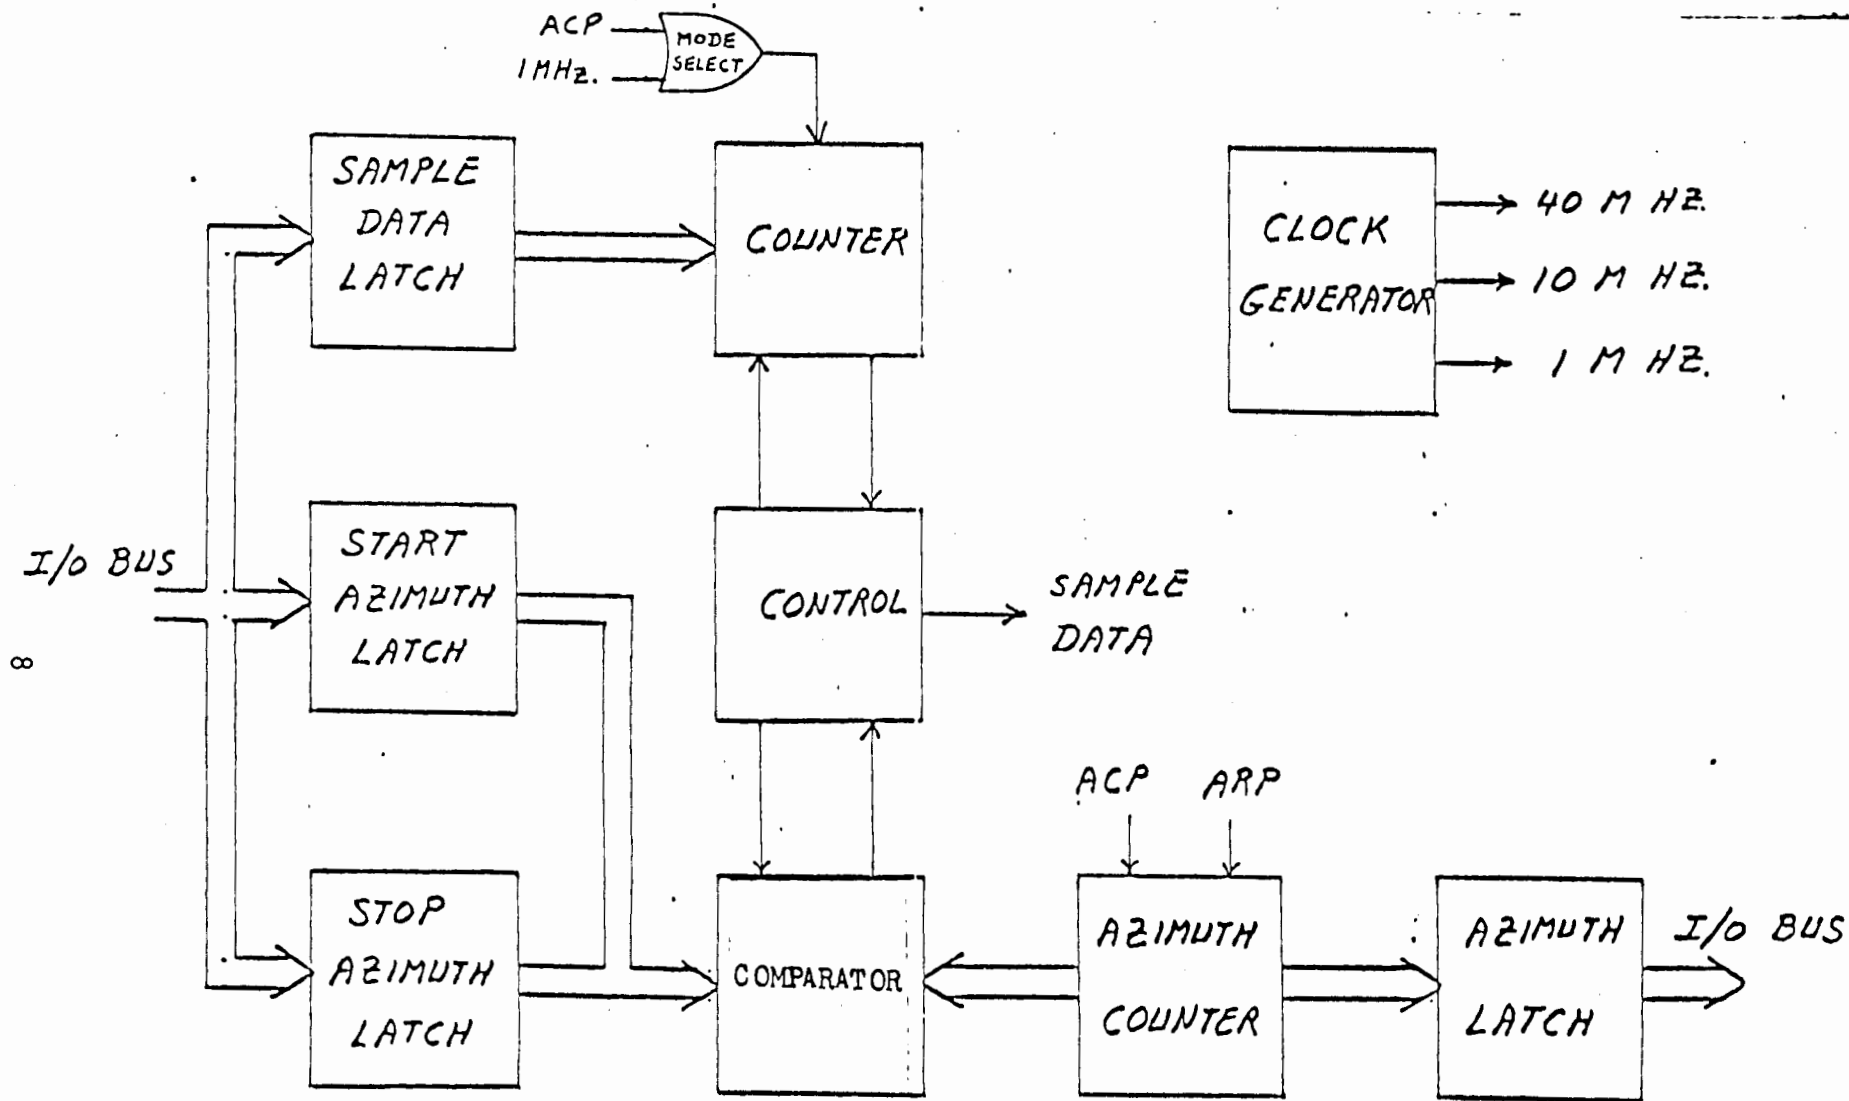 ACP
1MHZ.
MODE
SELECT
SAMPLE
DATA
LATCH
COUNTER
CLOCK
GENERATOR
40 M HZ.
10 M HZ.
1 M HZ.
I/O BUS
START
AZIMUTH
LATCH
CONTROL
SAMPLE
DATA
8
STOP
AZIMUTH
LATCH
COMPARATOR
ACP ARP
AZIMUTH
COUNTER
AZIMUTH
LATCH
I/O BUS